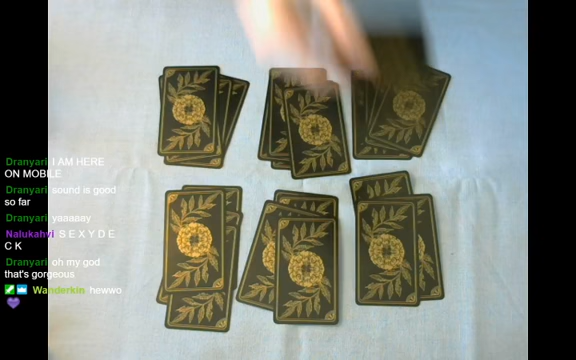 Dranyari I AM HERE
ON MOBILE
Dranyari sound is good
so far
Dranyari yaaaaay
Nalukahvi S E X Y D E
C K
Dranyari oh my god
that's gorgeous
Wanderkin hewwo